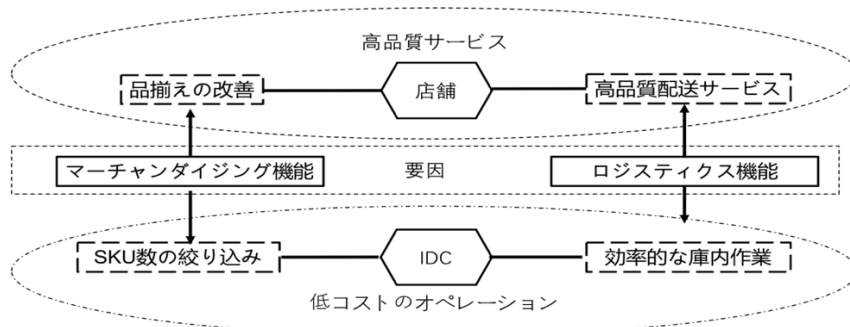 高品質サービス
品揃えの改善
店舗
高品質配送サービス
マーチャンダイジング機能
要因
ロジスティクス機能
SKU数の絞り込み
IDC
効率的な庫内作業
低コストのオペレーション